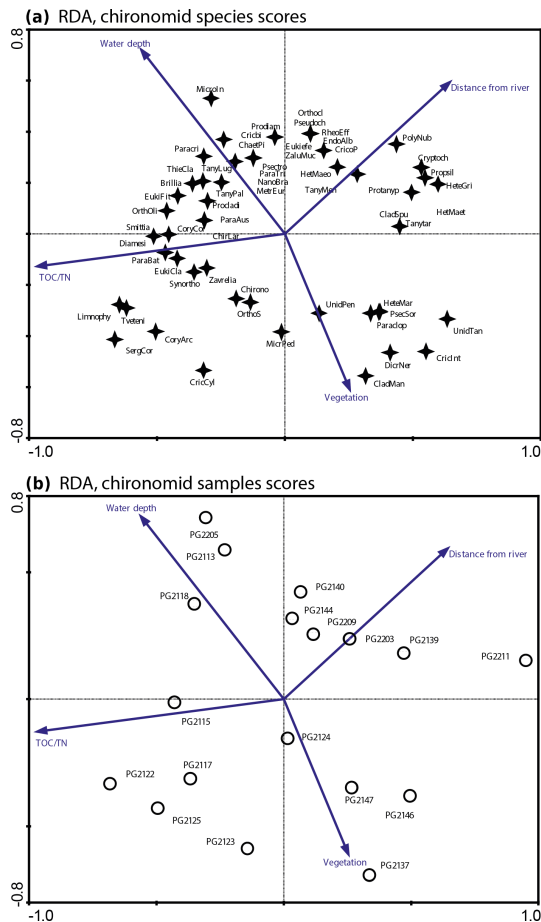 (a) RDA, chironomid species scores
0.8
Water depth
Distance from river
MicroIn
Orthocl
Pseudoch
Prodiam
RheoEff
Cricbi
EndoAlb
PolyNub
ChaetPi
Eukiefe
CricoP
Paracri
ZaluMuc
Psectro
Cryptoch
ThieCla
TanyLug
ParaTri
HetMaeo
Propsil
Brillia
NanoBra
HeteGri
EukiFit
TanyPal
MetrEur
TanyMen
Protanyp
OrthOli
Prodadi
HetMaet
ParaAus
CladSpu
Smittia
CoryCo
Tanytar
Diamesi
ChirLar
ParaBat
TOC/TN
EukiCla
Zavrelia
Synortho
Chirono
UnidPen
HeteMar
Limnophy
OrthoS
PsecSor
Tveteni
Paraclop
UnidTan
SergCor
CoryArc
MicrPed
DicrNer
CricInt
CricCyl
CladMan
Vegetation
-0.8
-1.0
1.0
(b) RDA, chironomid samples scores
0.8
Water depth
PG2205
PG2113
Distance from river
PG2118
PG2140
PG2144
PG2209
PG2203
PG2139
PG2211
PG2115
PG2124
TOC/TN
PG2117
PG2122
PG2147
PG2125
PG2146
PG2123
Vegetation
PG2137
-0.8
-1.0
1.0